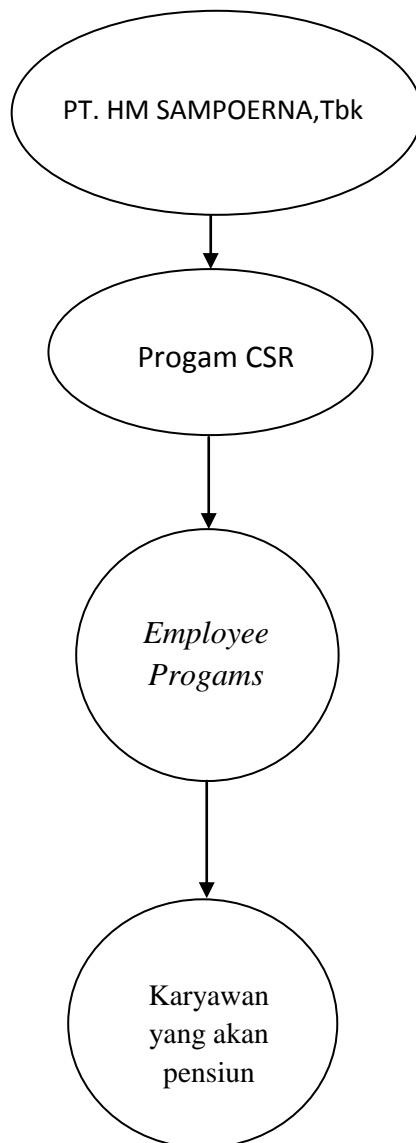 PT. HM SAMPOERNA,Tbk
Progam CSR
Employee
Progams
Karyawan
yang akan
pensiun